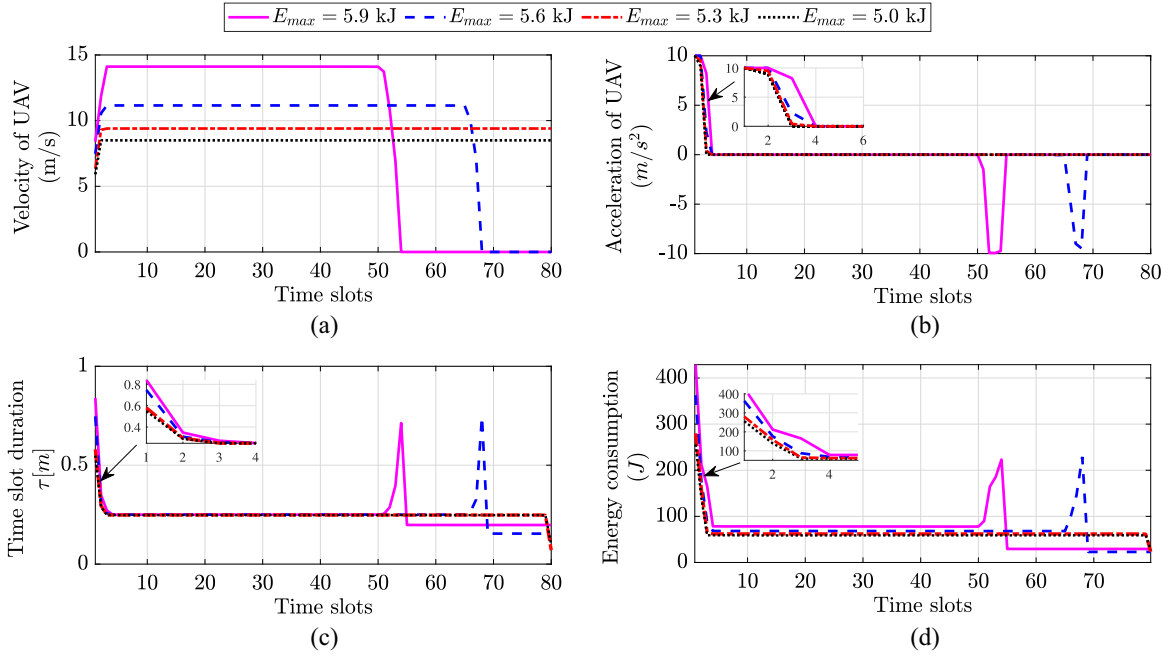 E_max = 5.9 kJ E_max = 5.6 kJ E_max = 5.3 kJ E_max = 5.0 kJ
15
10
5
0
10 20 30 40 50 60 70 80
Velocity of UAV
(m/s)
Time slots
(a)
10
5
0
-5
-10
10 20 30 40 50 60 70 80
10
5
0
2 4 6
Acceleration of UAV
(m/s²)
Time slots
(b)
1
0.5
0
10 20 30 40 50 60 70 80
0.8
0.6
0.4
1 2 3 4
Time slot duration
τ[m]
Time slots
(c)
400
300
200
100
0
10 20 30 40 50 60 70
400
300
200
100
2 4
Energy consumption
(J)
Time slots
(d)